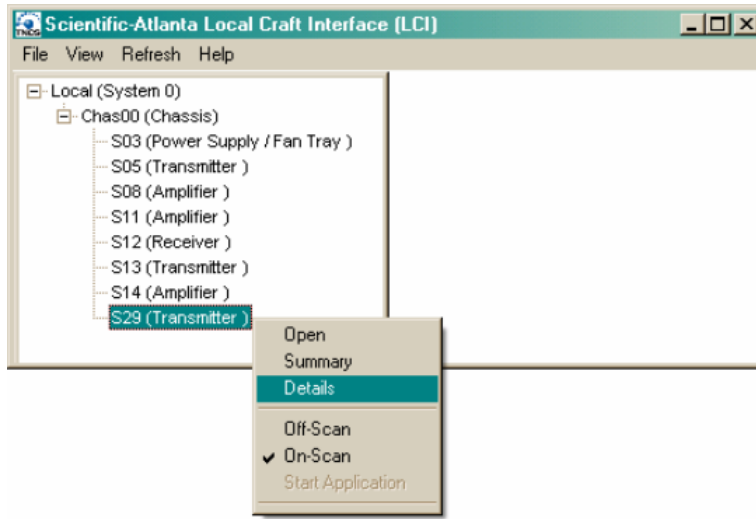 Scientific-Atlanta Local Craft Interface (LCI)
File View Refresh Help
Local (System 0)
Chas00 (Chassis)
S03 (Power Supply / Fan Tray )
S05 (Transmitter )
S08 (Amplifier )
S11 (Amplifier )
S12 (Receiver )
S13 (Transmitter )
S14 (Amplifier )
S29 (Transmitter )
Open
Summary
Details
Off-Scan
On-Scan
Start Application